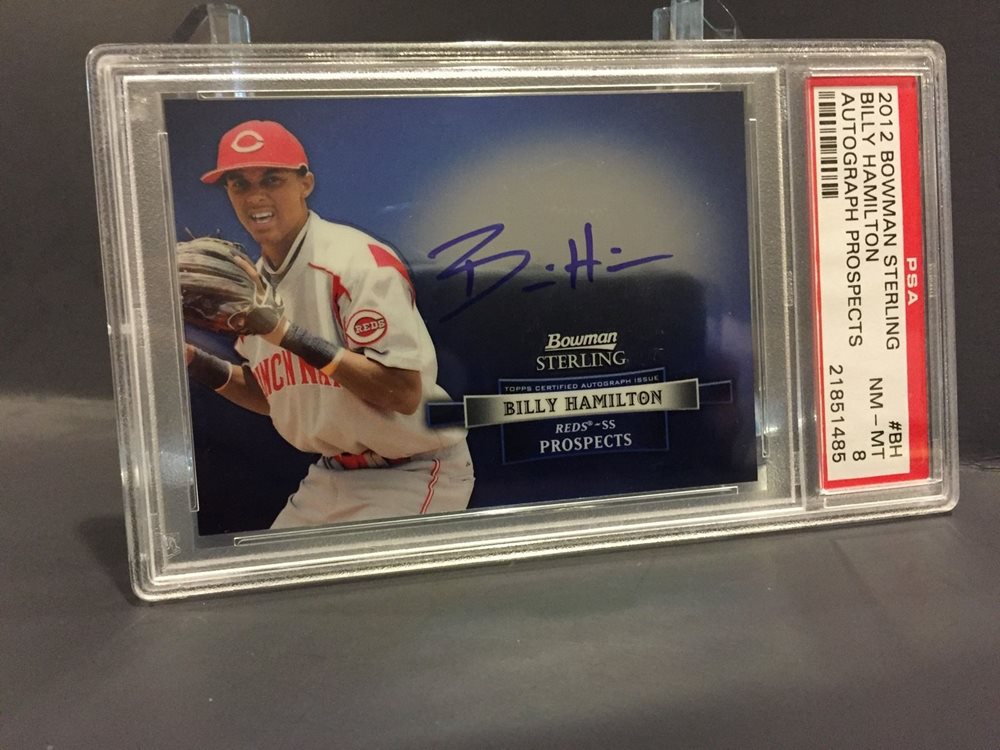 C
REDS
CINCINNA
Bowman
STERLING
TOPPS CERTIFIED AUTOGRAPH ISSUE
BILLY HAMILTON
REDS® - SS
PROSPECTS
PSA
2012 BOWMAN STERLING #BH
BILLY HAMILTON NM - MT
AUTOGRAPH PROSPECTS 8
21851485